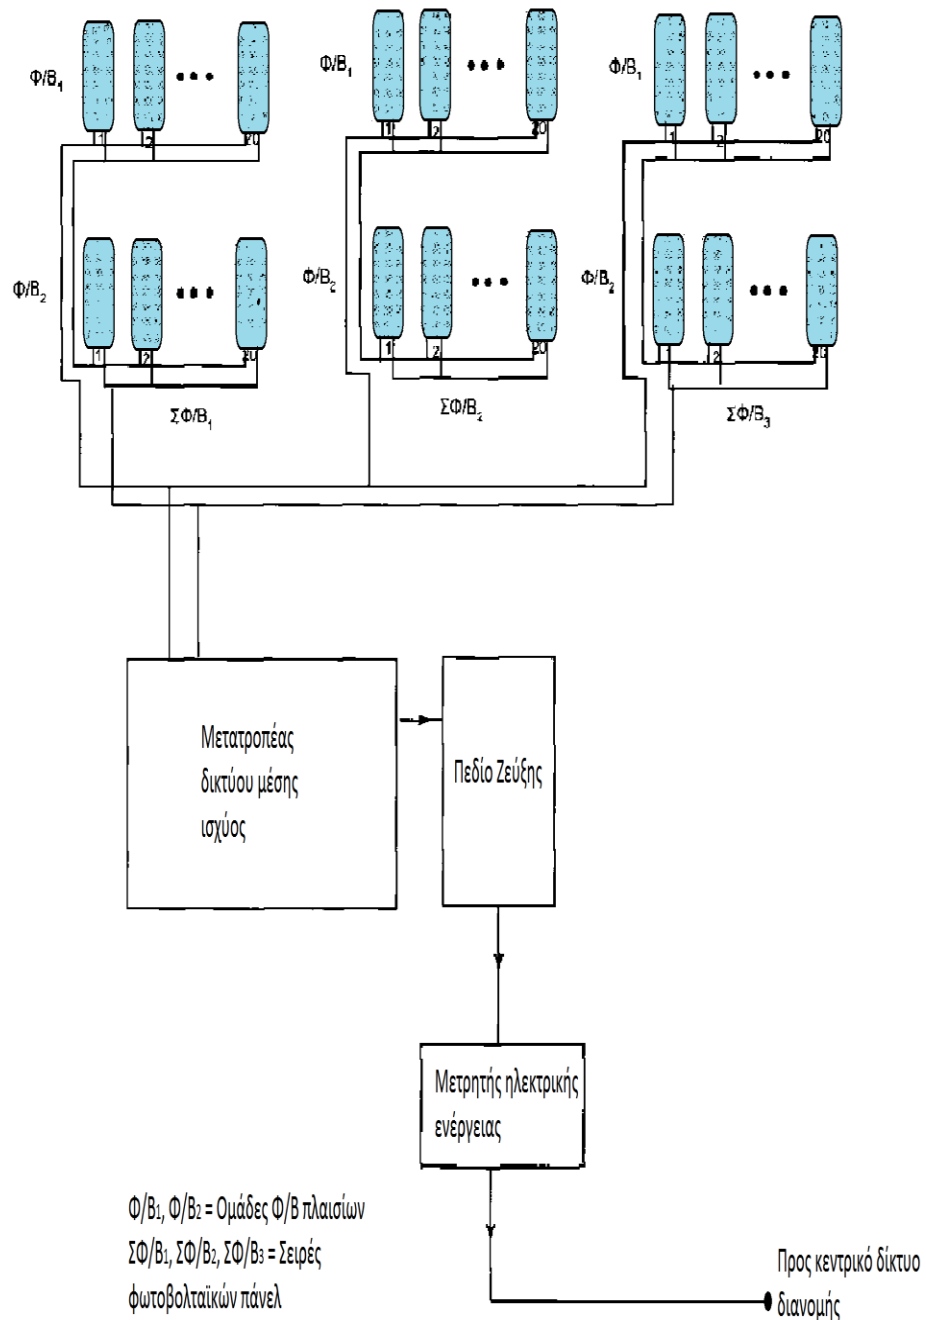 Φ/Β₁ Φ/Β₁ Φ/Β₁
1 2 20 1 2 20 1 2 20
Φ/Β₂ Φ/Β₂ Φ/Β₂
1 2 20 1 2 20 1 2 20
ΣΦ/Β₁ ΣΦ/Β₂ ΣΦ/Β₃
Μετατροπέας
δικτύου μέσης
ισχύος
Πεδίο Ζεύξης
Μετρητής ηλεκτρικής
ενέργειας
Φ/Β₁, Φ/Β₂ = Ομάδες Φ/Β πλαισίων
ΣΦ/Β₁, ΣΦ/Β₂, ΣΦ/Β₃ = Σειρές
φωτοβολταϊκών πάνελ
Προς κεντρικό δίκτυο
διανομής